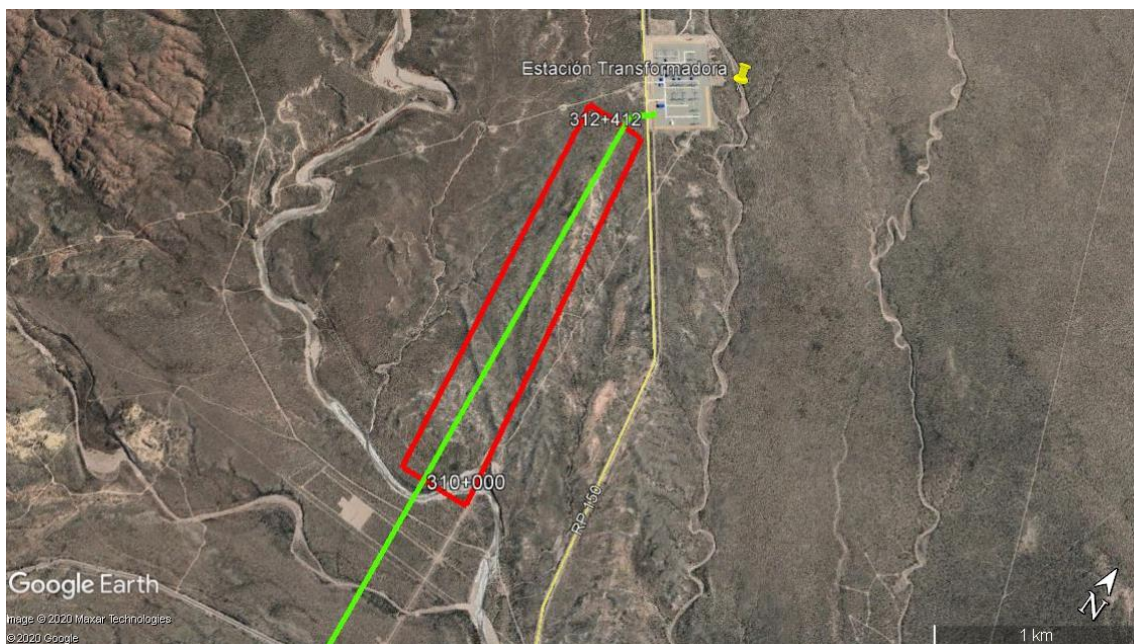 Estación Transformadora
312+412
310+000
RP 150
Google Earth
Image © 2020 Maxar Technologies
© 2020 Google
N
1 km